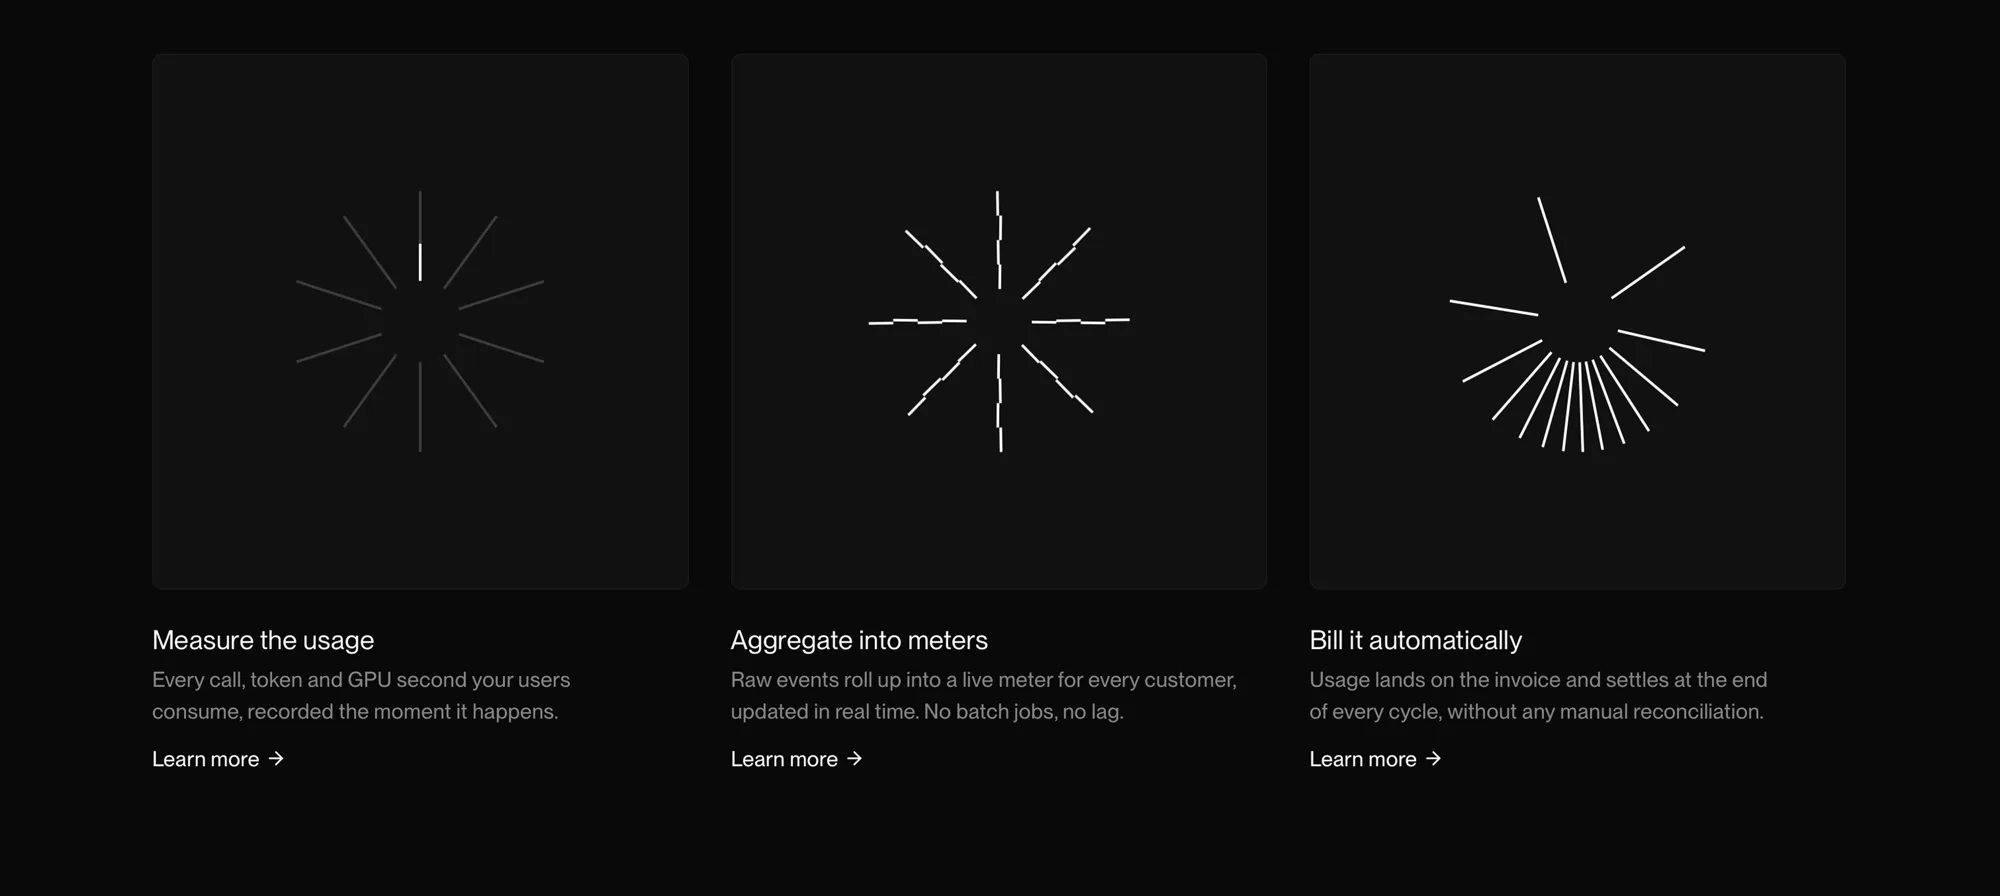 Measure the usage
Every call, token and GPU second your users
consume, recorded the moment it happens.
Learn more →
Aggregate into meters
Raw events roll up into a live meter for every customer,
updated in real time. No batch jobs, no lag.
Learn more →
Bill it automatically
Usage lands on the invoice and settles at the end
of every cycle, without any manual reconciliation.
Learn more →